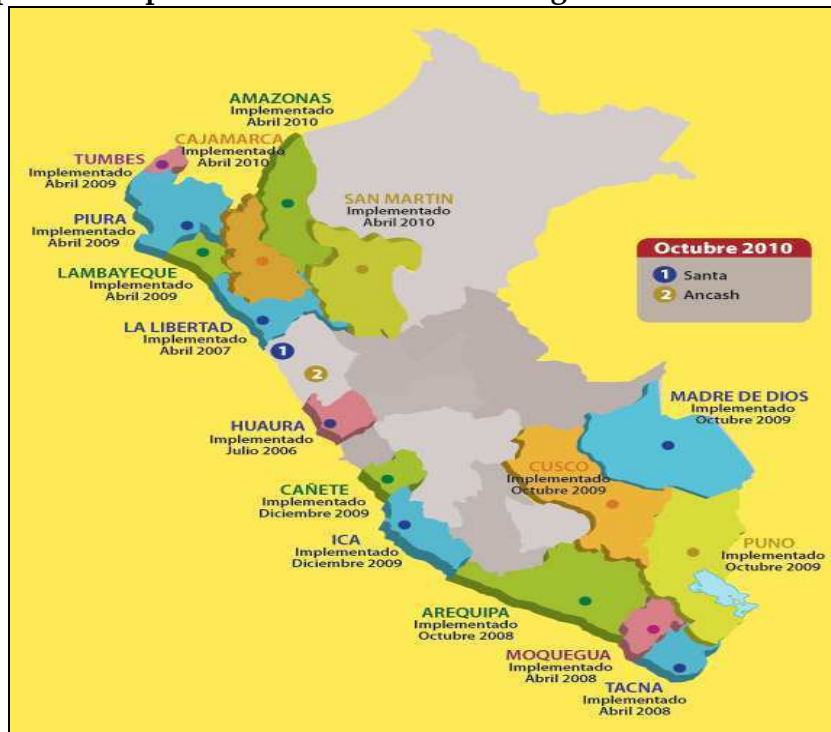 AMAZONAS
Implementado
Abril 2010
CAJAMARCA
Implementado
Abril 2010
TUMBES
Implementado
Abril 2009
SAN MARTIN
Implementado
Abril 2010
PIURA
Implementado
Abril 2009
LAMBAYEQUE
Implementado
Abril 2009
LA LIBERTAD
Implementado
Abril 2007
Octubre 2010
1 Santa
2 Ancash
1
2
HUAURA
Implementado
Julio 2006
MADRE DE DIOS
Implementado
Octubre 2009
CUSCO
Implementado
Octubre 2009
CAÑETE
Implementado
Diciembre 2009
ICA
Implementado
Diciembre 2009
PUNO
Implementado
Octubre 2009
AREQUIPA
Implementado
Octubre 2008
MOQUEGUA
Implementado
Abril 2008
TACNA
Implementado
Abril 2008